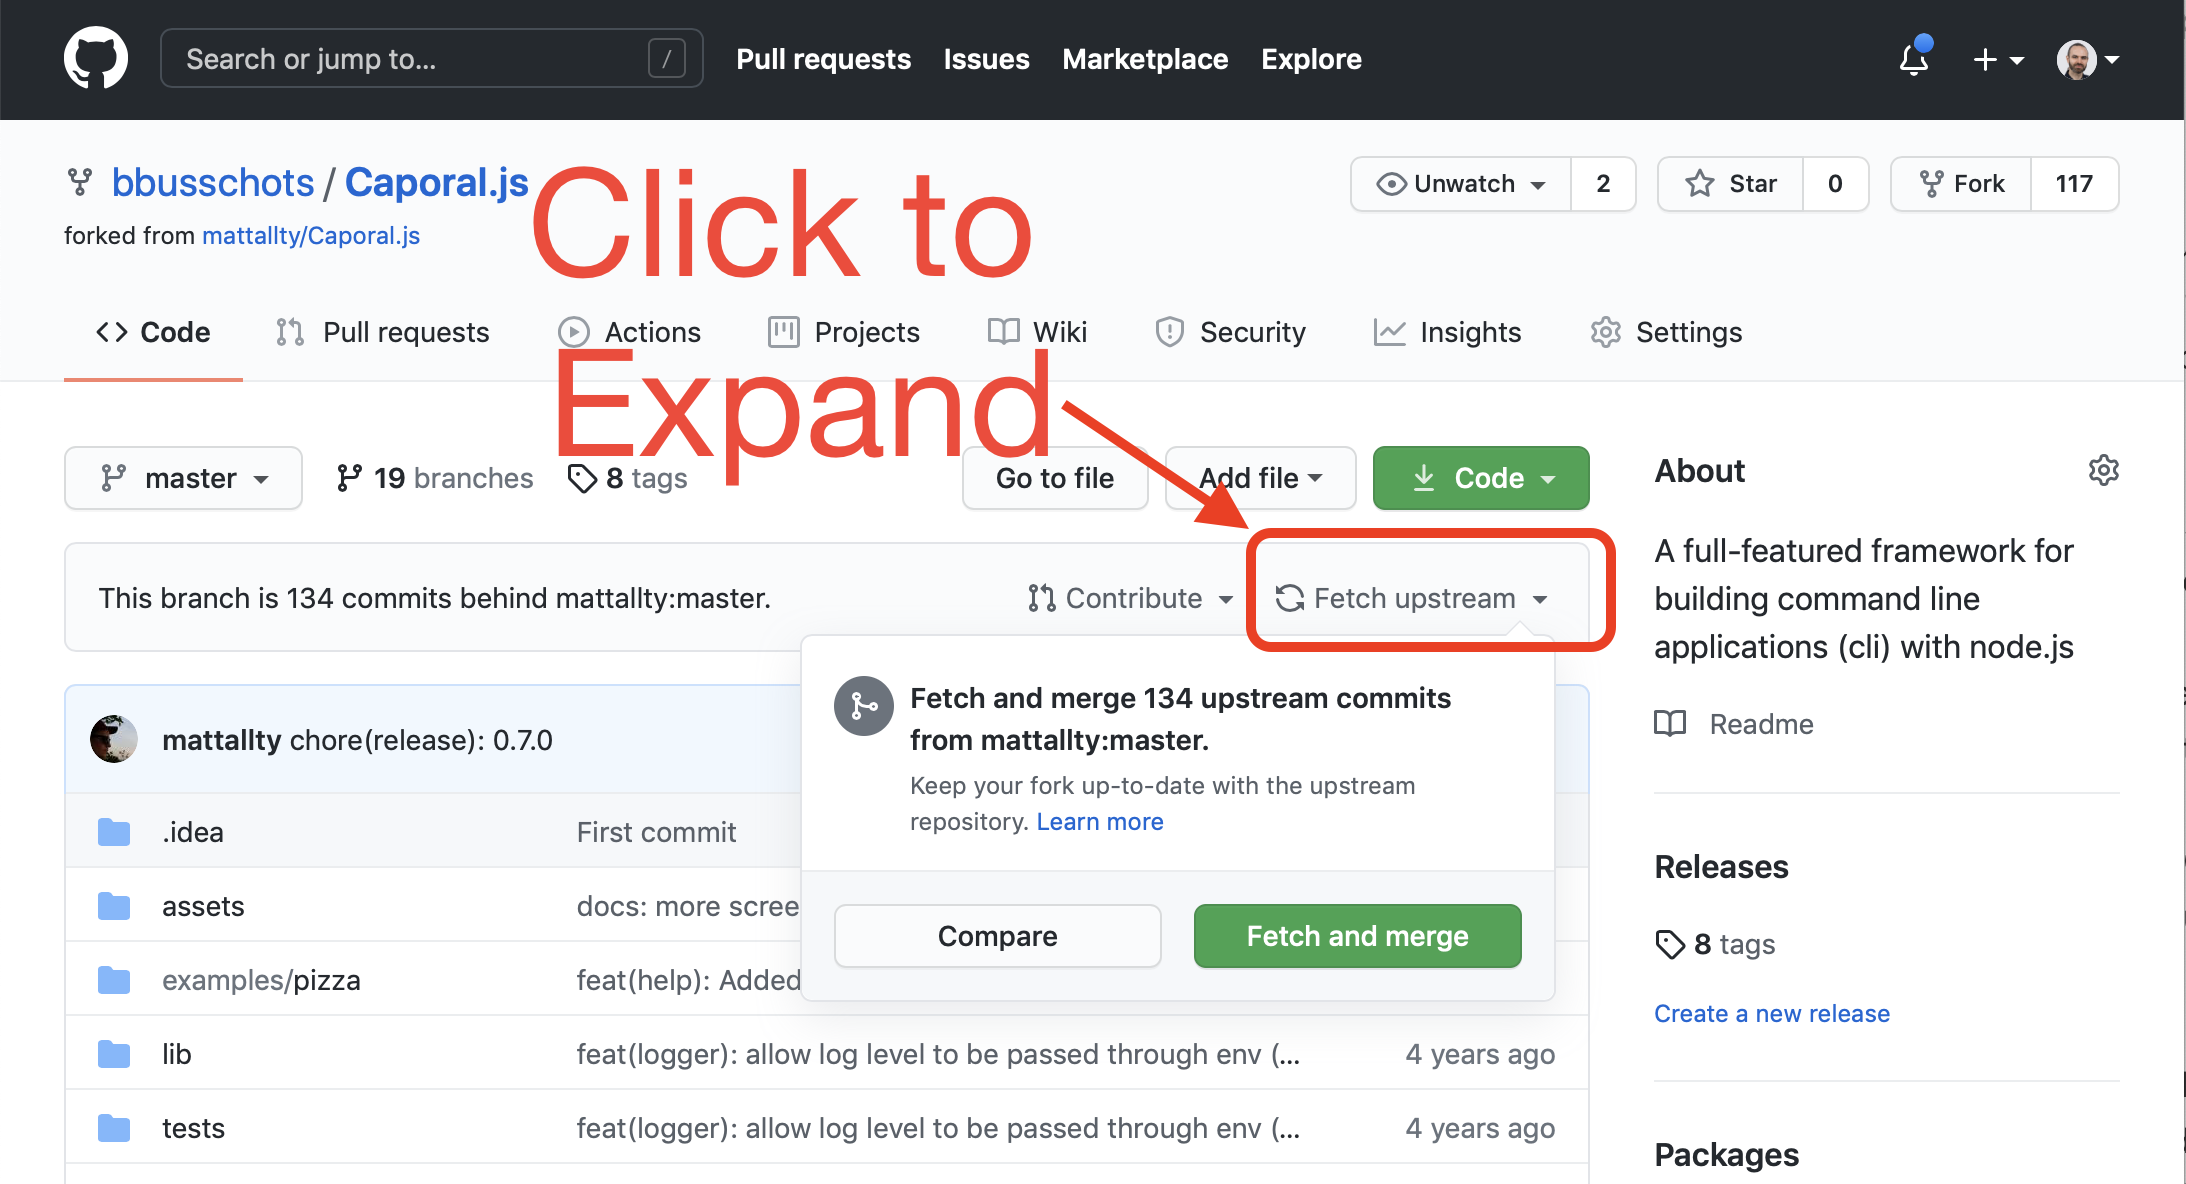 Search or jump to... /
Pull requests
Issues
Marketplace
Explore
bbusschots / Caporal.js
forked from mattallty/Caporal.js
Click to
Expand
Unwatch 2
Star 0
Fork 117
Code
Pull requests
Actions
Projects
Wiki
Security
Insights
Settings
master
19 branches
8 tags
Go to file
Add file
Code
This branch is 134 commits behind mattallty:master.
Contribute
Fetch upstream
Fetch and merge 134 upstream commits
from mattallty:master.
Keep your fork up-to-date with the upstream
repository. Learn more
Compare
Fetch and merge
mattallty chore(release): 0.7.0
.idea First commit
assets docs: more scree
examples/pizza feat(help): Added
lib feat(logger): allow log level to be passed through env (... 4 years ago
tests feat(logger): allow log level to be passed through env (... 4 years ago
About
A full-featured framework for
building command line
applications (cli) with node.js
Readme
Releases
8 tags
Create a new release
Packages